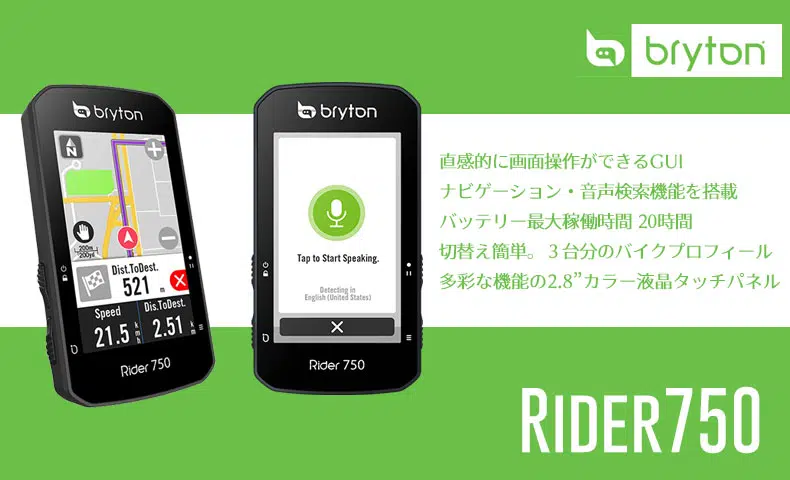 bryton
bryton
N
200m
200yd
Dist.ToDest.
521 m
Speed
21.5 km/h
Dis.ToDest.
2.51 km
Rider 750
bryton
Tap to Start Speaking.
Detecting in
English (United States)
Rider 750
直感的に画面操作ができるGUI
ナビゲーション・音声検索機能を搭載
バッテリー最大稼働時間 20時間
切替え簡単。３台分のバイクプロフィール
多彩な機能の2.8”カラー液晶タッチパネル
RIDER750